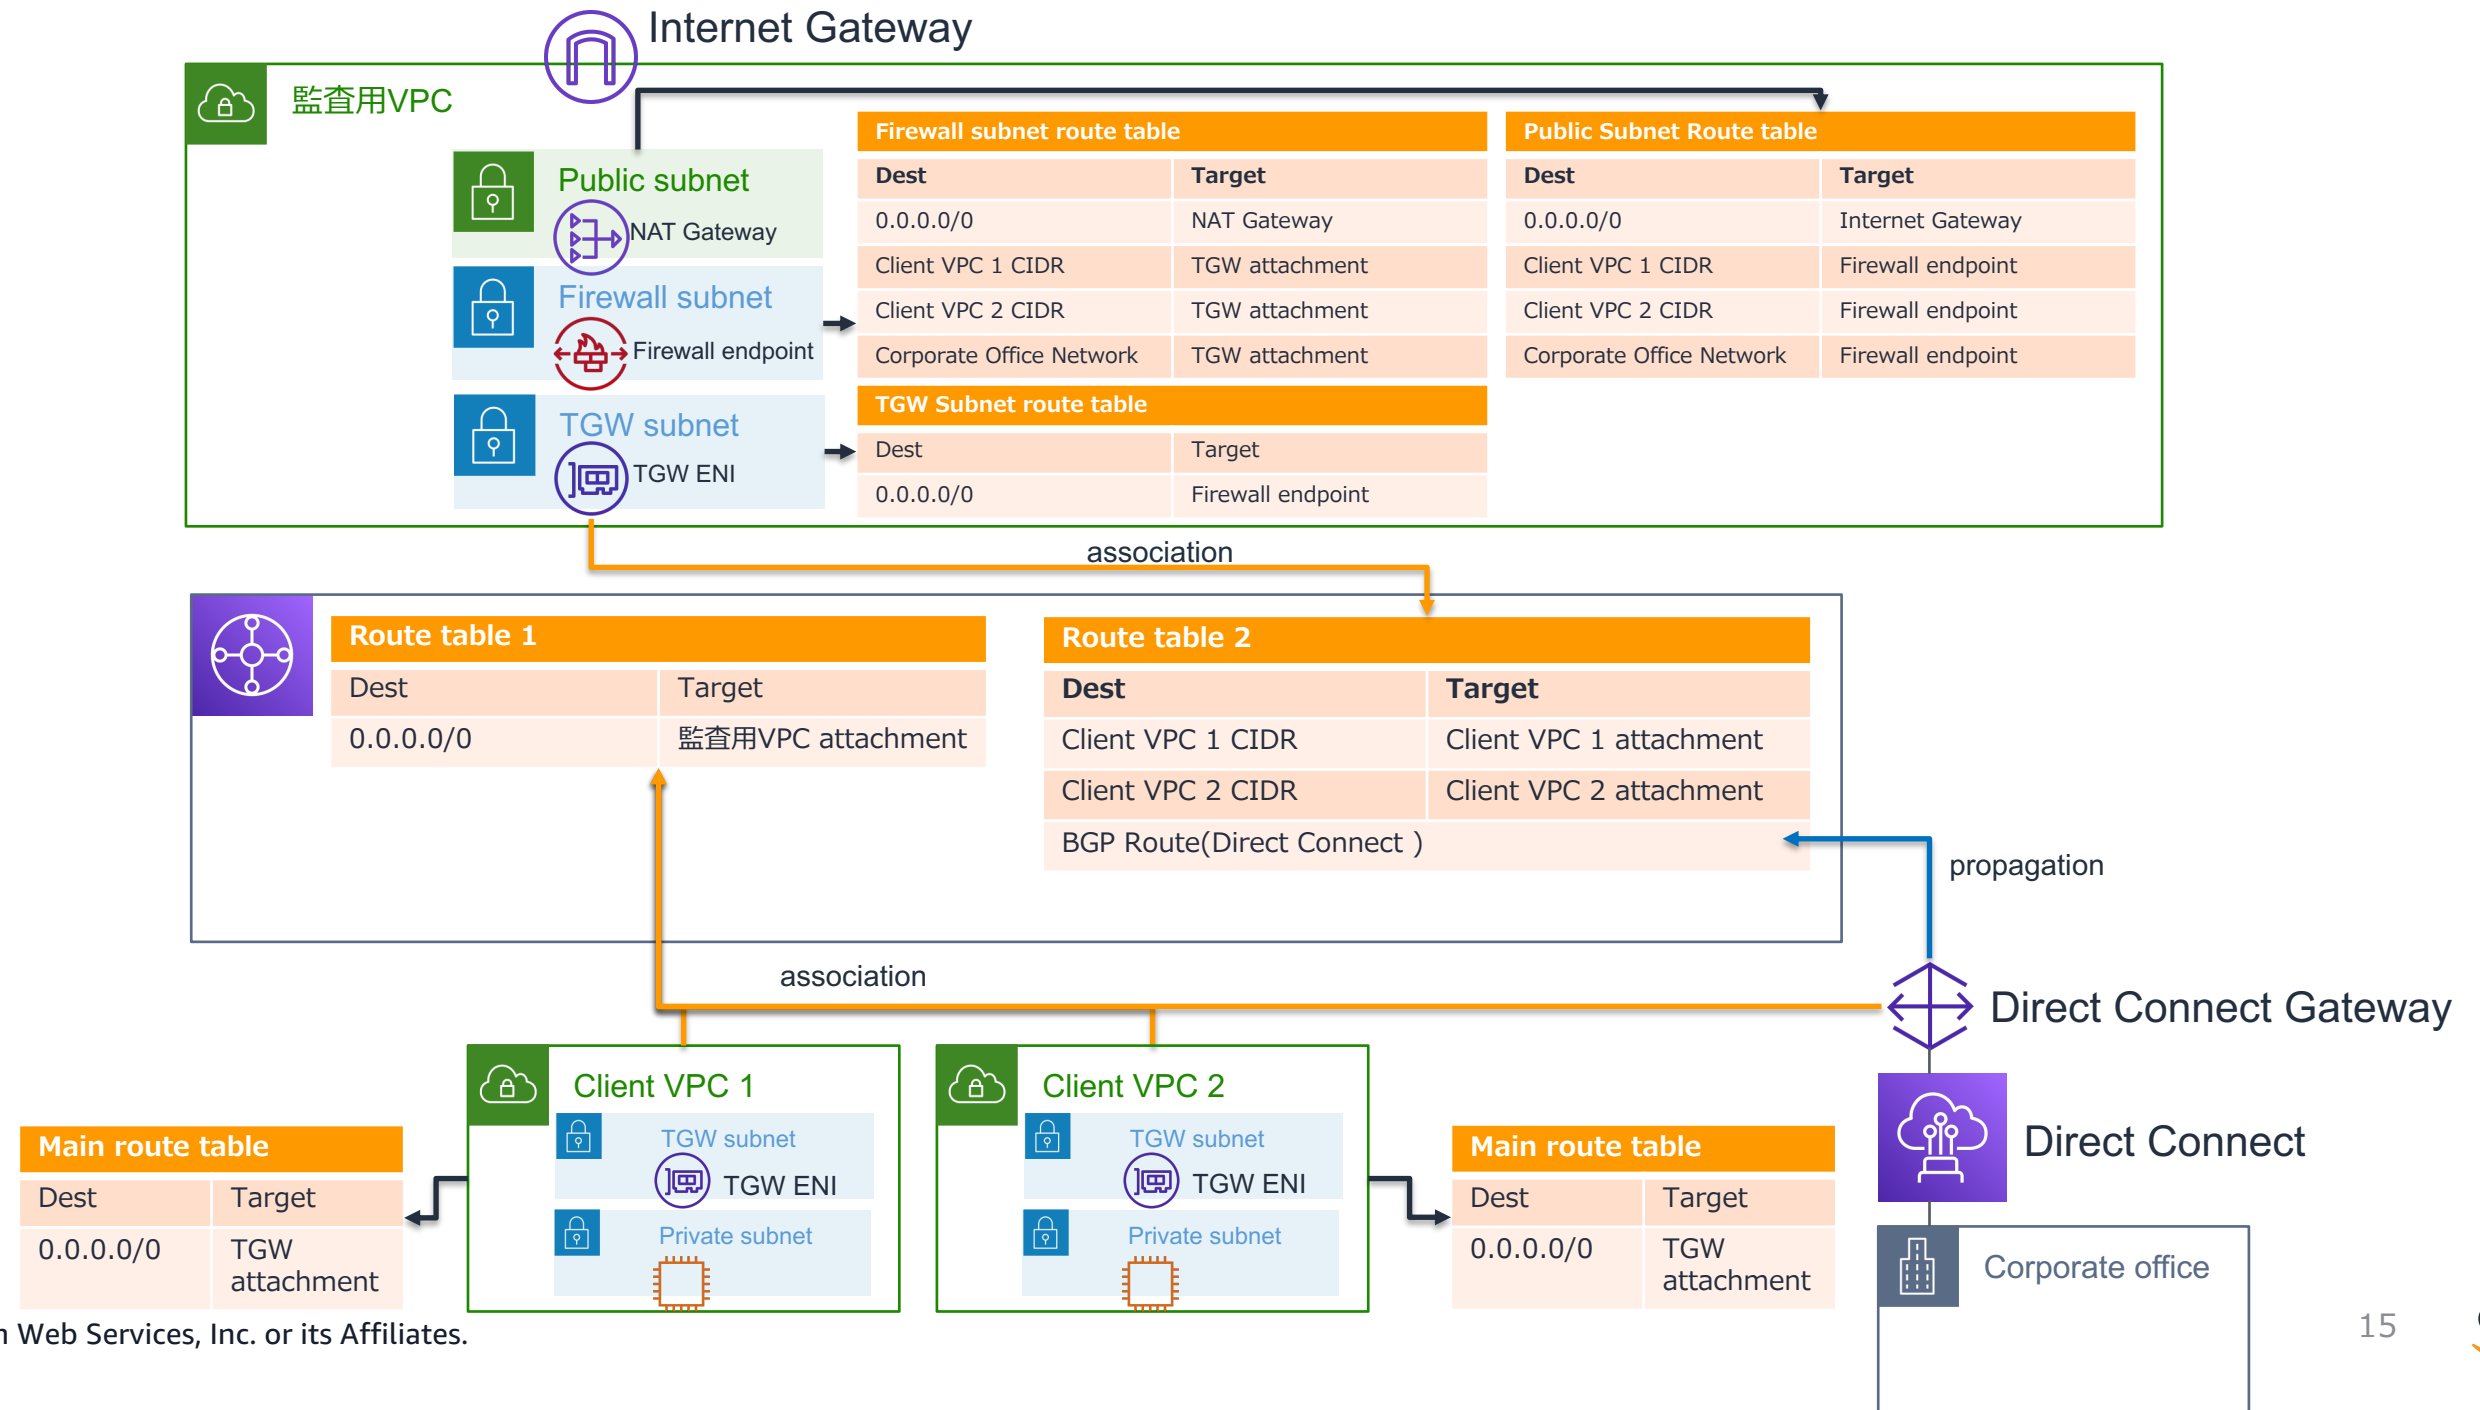 Internet Gateway
監査用VPC
Public subnet
NAT Gateway
Firewall subnet
Firewall endpoint
TGW subnet
TGW ENI
Firewall subnet route table
Dest Target
0.0.0.0/0 NAT Gateway
Client VPC 1 CIDR TGW attachment
Client VPC 2 CIDR TGW attachment
Corporate Office Network TGW attachment
Public Subnet Route table
Dest Target
0.0.0.0/0 Internet Gateway
Client VPC 1 CIDR Firewall endpoint
Client VPC 2 CIDR Firewall endpoint
Corporate Office Network Firewall endpoint
TGW Subnet route table
Dest Target
0.0.0.0/0 Firewall endpoint
association
Route table 1
Dest Target
0.0.0.0/0 監査用VPC attachment
Route table 2
Dest Target
Client VPC 1 CIDR Client VPC 1 attachment
Client VPC 2 CIDR Client VPC 2 attachment
BGP Route(Direct Connect )
propagation
association
Direct Connect Gateway
Client VPC 1
TGW subnet
TGW ENI
Private subnet
Client VPC 2
TGW subnet
TGW ENI
Private subnet
Main route table
Dest Target
0.0.0.0/0 TGW
attachment
Main route table
Dest Target
0.0.0.0/0 TGW
attachment
Direct Connect
Corporate office
Web Services, Inc. or its Affiliates.
15